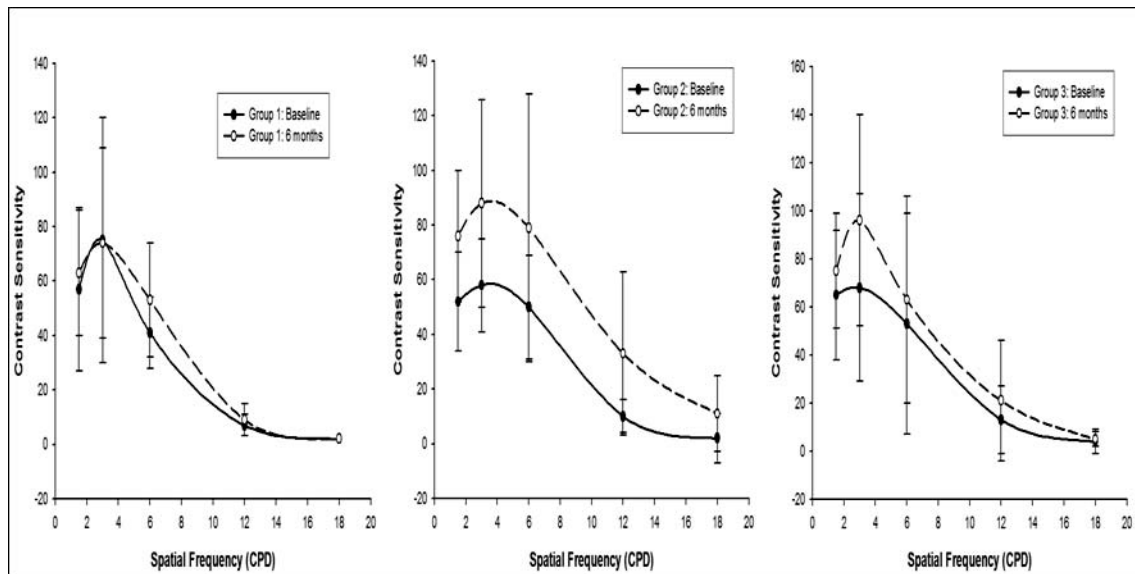 140
120
100
80
60
40
20
0
-20
Contrast Sensitivity
Group 1: Baseline
Group 1: 6 months
0 2 4 6 8 10 12 14 16 18 20
Spatial Frequency (CPD)
140
120
100
80
60
40
20
0
-20
Contrast Sensitivity
Group 2: Baseline
Group 2: 6 months
0 2 4 6 8 10 12 14 16 18 20
Spatial Frequency (CPD)
160
140
120
100
80
60
40
20
0
-20
Contrast Sensitivity
Group 3: Baseline
Group 3: 6 months
0 2 4 6 8 10 12 14 16 18 20
Spatial Frequency (CPD)